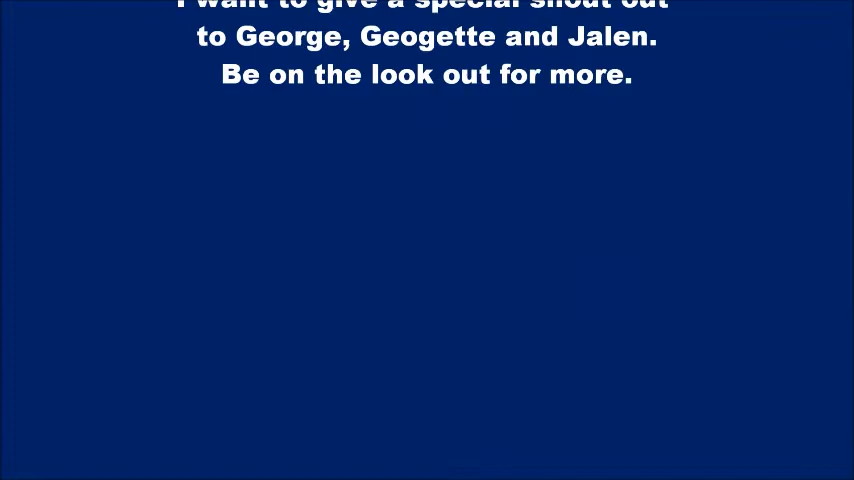 I want to give a special shout out
to George, Geogette and Jalen.
Be on the look out for more.